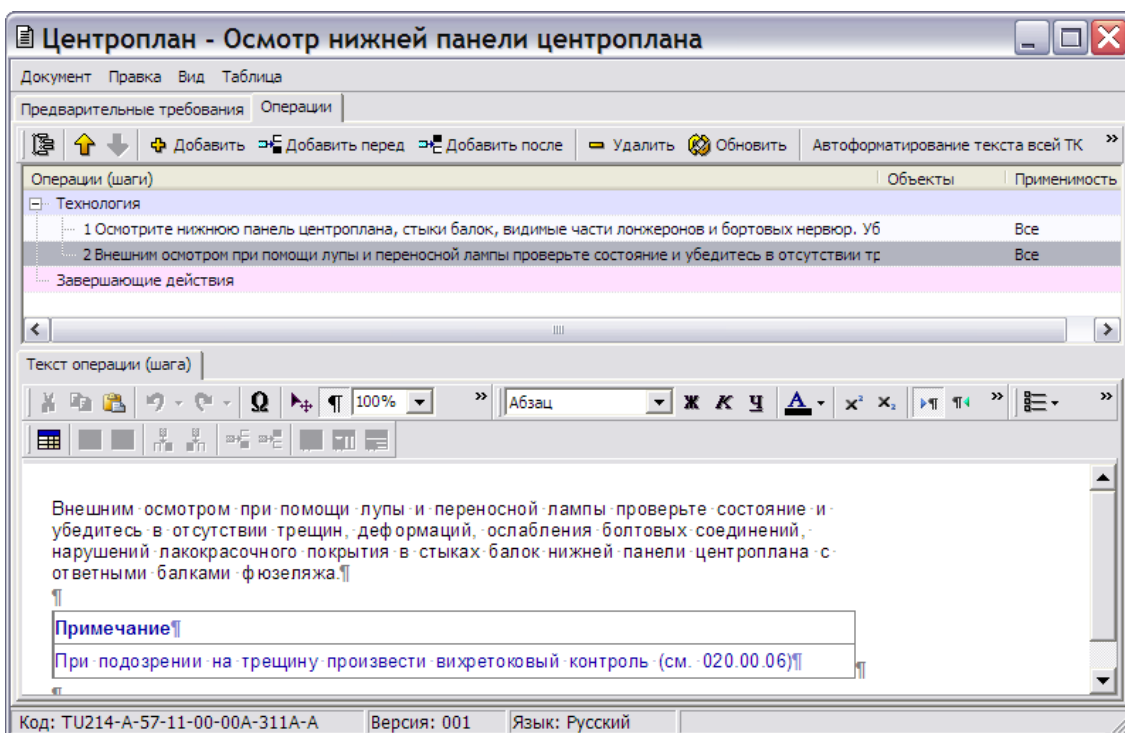 Центроплан - Осмотр нижней панели центроплана
Документ Правка Вид Таблица
Предварительные требования Операции
Добавить Добавить перед Добавить после Удалить Обновить Автоформатирование текста всей ТК »
Операции (шаги) Объекты Применимость
Технология
1 Осмотрите нижнюю панель центроплана, стыки балок, видимые части лонжеронов и бортовых нервюр. Уб Все
2 Внешним осмотром при помощи лупы и переносной лампы проверьте состояние и убедитесь в отсутствии тр Все
Завершающие действия
Текст операции (шага)
Ω ¶ 100% » Абзац Ж К Ч А x² x₂ ¶ ¶ » »
Внешним·осмотром·при·помощи·лупы·и·переносной·лампы·проверьте·состояние·и·
убедитесь·в·отсутствии·трещин,·деформаций,·ослабления·болтовых·соединений,·
нарушений·лакокрасочного·покрытия·в·стыках·балок·нижней·панели·центроплана·с·
ответными·балками·фюзеляжа.¶
¶
Примечание¶
При·подозрении·на·трещину·произвести·вихретоковый·контроль·(см.·020.00.06)¶
¶
¶
Код: TU214-A-57-11-00-00A-311A-A Версия: 001 Язык: Русский